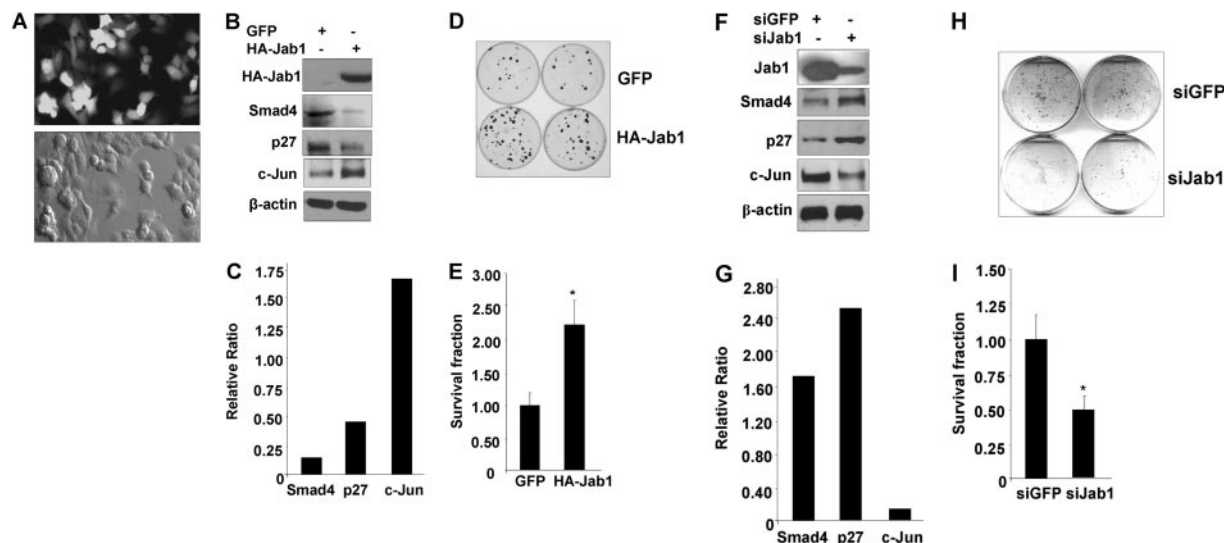 A
B
GFP + -
HA-Jab1 - +
HA-Jab1
Smad4
p27
c-Jun
β-actin
C
1.75
1.50
1.25
1.00
0.75
0.50
0.25
0
Relative Ratio
Smad4 p27 c-Jun
D
GFP
HA-Jab1
E
3.00
2.50
2.00
1.00
0.50
0
Survival fraction
*
GFP HA-Jab1
F
siGFP + -
siJab1 - +
Jab1
Smad4
p27
c-Jun
β-actin
G
2.80
2.40
2.00
1.60
1.20
0.80
0.40
0
Relative Ratio
Smad4 p27 c-Jun
H
siGFP
siJab1
I
1.50
1.25
1.00
0.75
0.50
0.25
0
Survival fraction
*
siGFP siJab1